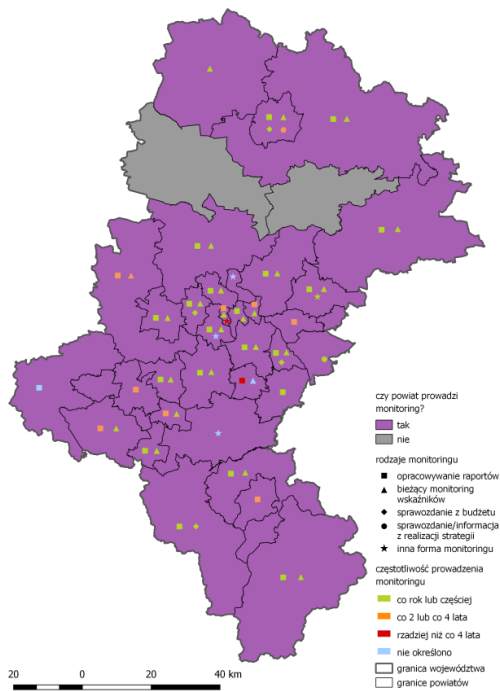 czy powiat prowadzi
monitoring?
tak
nie
rodzaje monitoringu
opracowywanie raportów
bieżący monitoring
wskaźników
sprawozdanie z budżetu
sprawozdanie/informacja
z realizacji strategii
inna forma monitoringu
częstotliwość prowadzenia
monitoringu
co rok lub częściej
co 2 lub co 4 lata
rzadziej niż co 4 lata
nie określono
granica województwa
granice powiatów
20 0 20 40 km